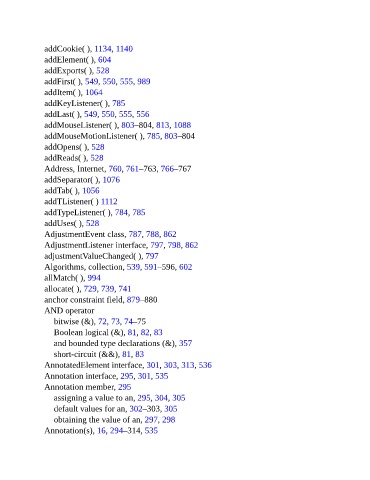 addCookie( ), 1134, 1140
addElement( ), 604
addExports( ), 528
addFirst( ), 549, 550, 555, 989
addItem( ), 1064
addKeyListener( ), 785
addLast( ), 549, 550, 555, 556
addMouseListener( ), 803–804, 813, 1088
addMouseMotionListener( ), 785, 803–804
addOpens( ), 528
addReads( ), 528
Address, Internet, 760, 761–763, 766–767
addSeparator( ), 1076
addTab( ), 1056
addTListener( ) 1112
addTypeListener( ), 784, 785
addUses( ), 528
AdjustmentEvent class, 787, 788, 862
AdjustmentListener interface, 797, 798, 862
adjustmentValueChanged( ), 797
Algorithms, collection, 539, 591–596, 602
allMatch( ), 994
allocate( ), 729, 739, 741
anchor constraint field, 879–880
AND operator
bitwise (&), 72, 73, 74–75
Boolean logical (&), 81, 82, 83
and bounded type declarations (&), 357
short-circuit (&&), 81, 83
AnnotatedElement interface, 301, 303, 313, 536
Annotation interface, 295, 301, 535
Annotation member, 295
assigning a value to an, 295, 304, 305
default values for an, 302–303, 305
obtaining the value of an, 297, 298
Annotation(s), 16, 294–314, 535